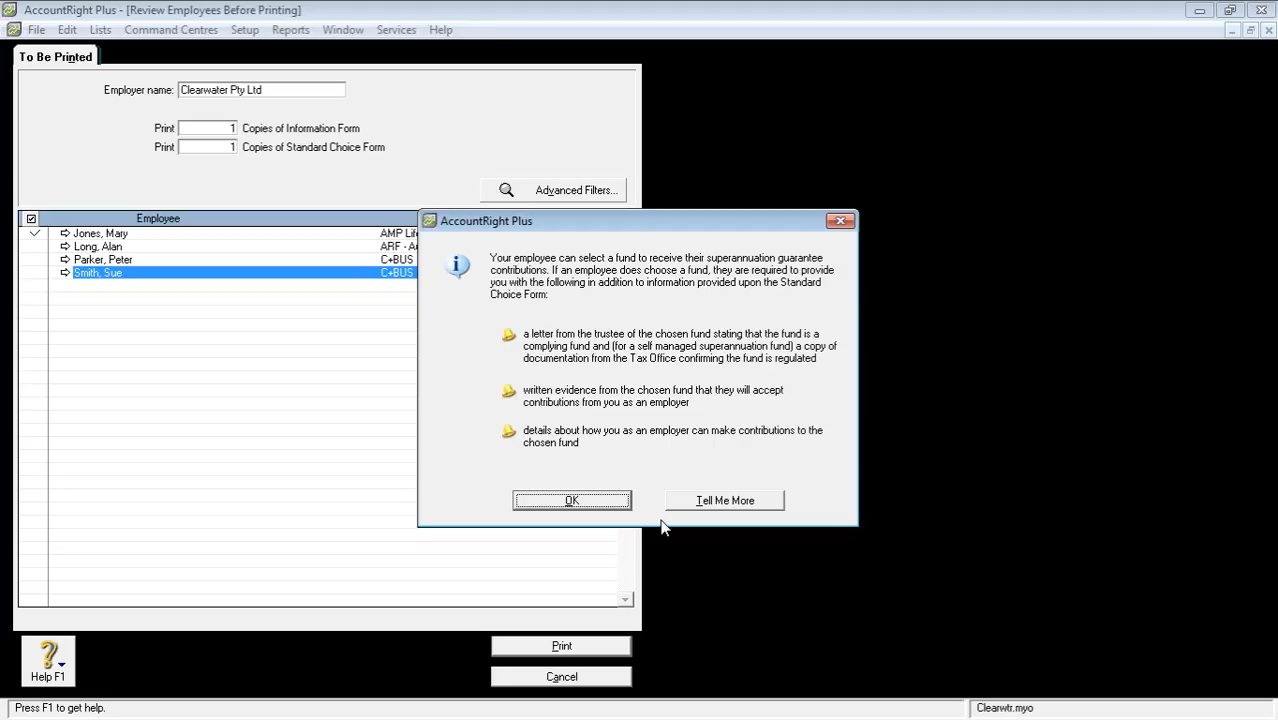 AccountRight Plus - [Review Employees Before Printing]
File Edit Lists Command Centres Setup Reports Window Services Help
To Be Printed
Employer name: Clearwater Pty Ltd
Print 1 Copies of Information Form
Print 1 Copies of Standard Choice Form
Advanced Filters...
Employee
Jones, Mary AMP Li
Long, Alan ARF - A
Parker, Peter C+BUS
Smith, Sue C+BUS
AccountRight Plus
Your employee can select a fund to receive their superannuation guarantee
contributions. If an employee does choose a fund, they are required to provide
you with the following in addition to information provided upon the Standard
Choice Form:
a letter from the trustee of the chosen fund stating that the fund is a
complying fund and (for a self managed superannuation fund) a copy of
documentation from the Tax Office confirming the fund is regulated
written evidence from the chosen fund that they will accept
contributions from you as an employer
details about how you as an employer can make contributions to the
chosen fund
OK Tell Me More
Print
Help F1
Cancel
Press F1 to get help. Clearwtr.myo